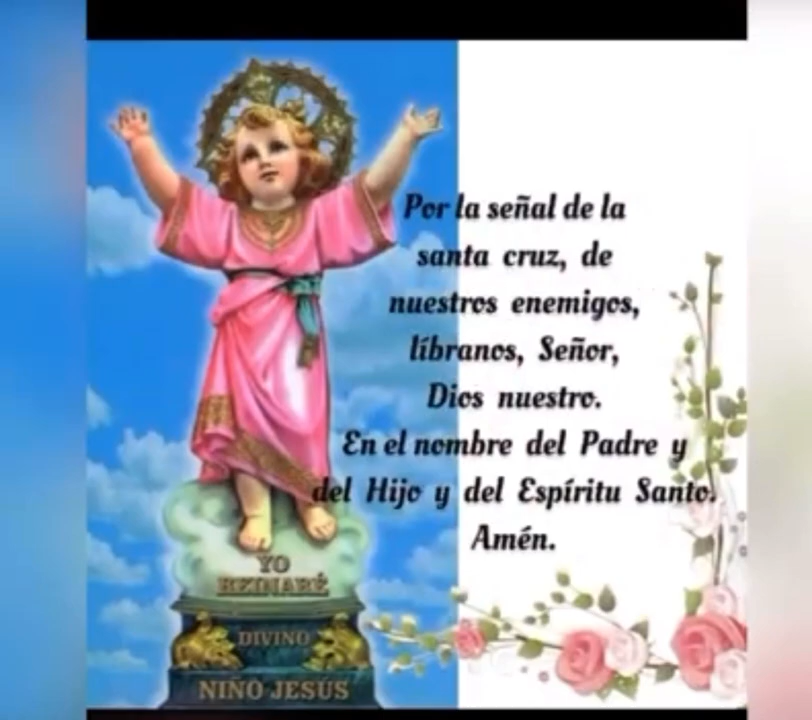 Por la señal de la
santa cruz, de
nuestros enemigos,
líbranos, Señor,
Dios nuestro.
En el nombre del Padre y
del Hijo y del Espíritu Santo.
Amén.
YO
REINARÉ
DIVINO
NIÑO JESÚS